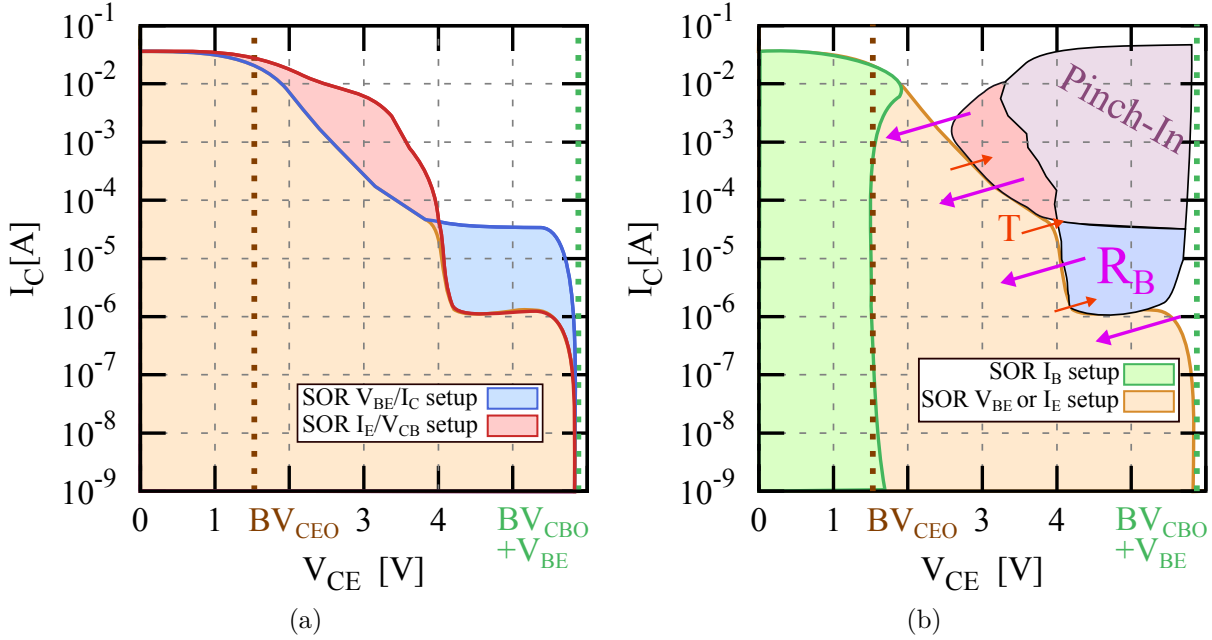 10^-1
10^-2
10^-3
10^-4
10^-5
10^-6
10^-7
10^-8
10^-9
I_C[A]
SOR V_BE/I_C setup
SOR I_E/V_CB setup
0 1 BV_CEO 3 4 BV_CBO
+V_BE
V_CE [V]
(a)
10^-1
10^-2
10^-3
10^-4
10^-5
10^-6
10^-7
10^-8
10^-9
I_C[A]
Pinch-In
T
R_B
SOR I_B setup
SOR V_BE or I_E setup
0 1 BV_CEO 3 4 BV_CBO
+V_BE
V_CE [V]
(b)